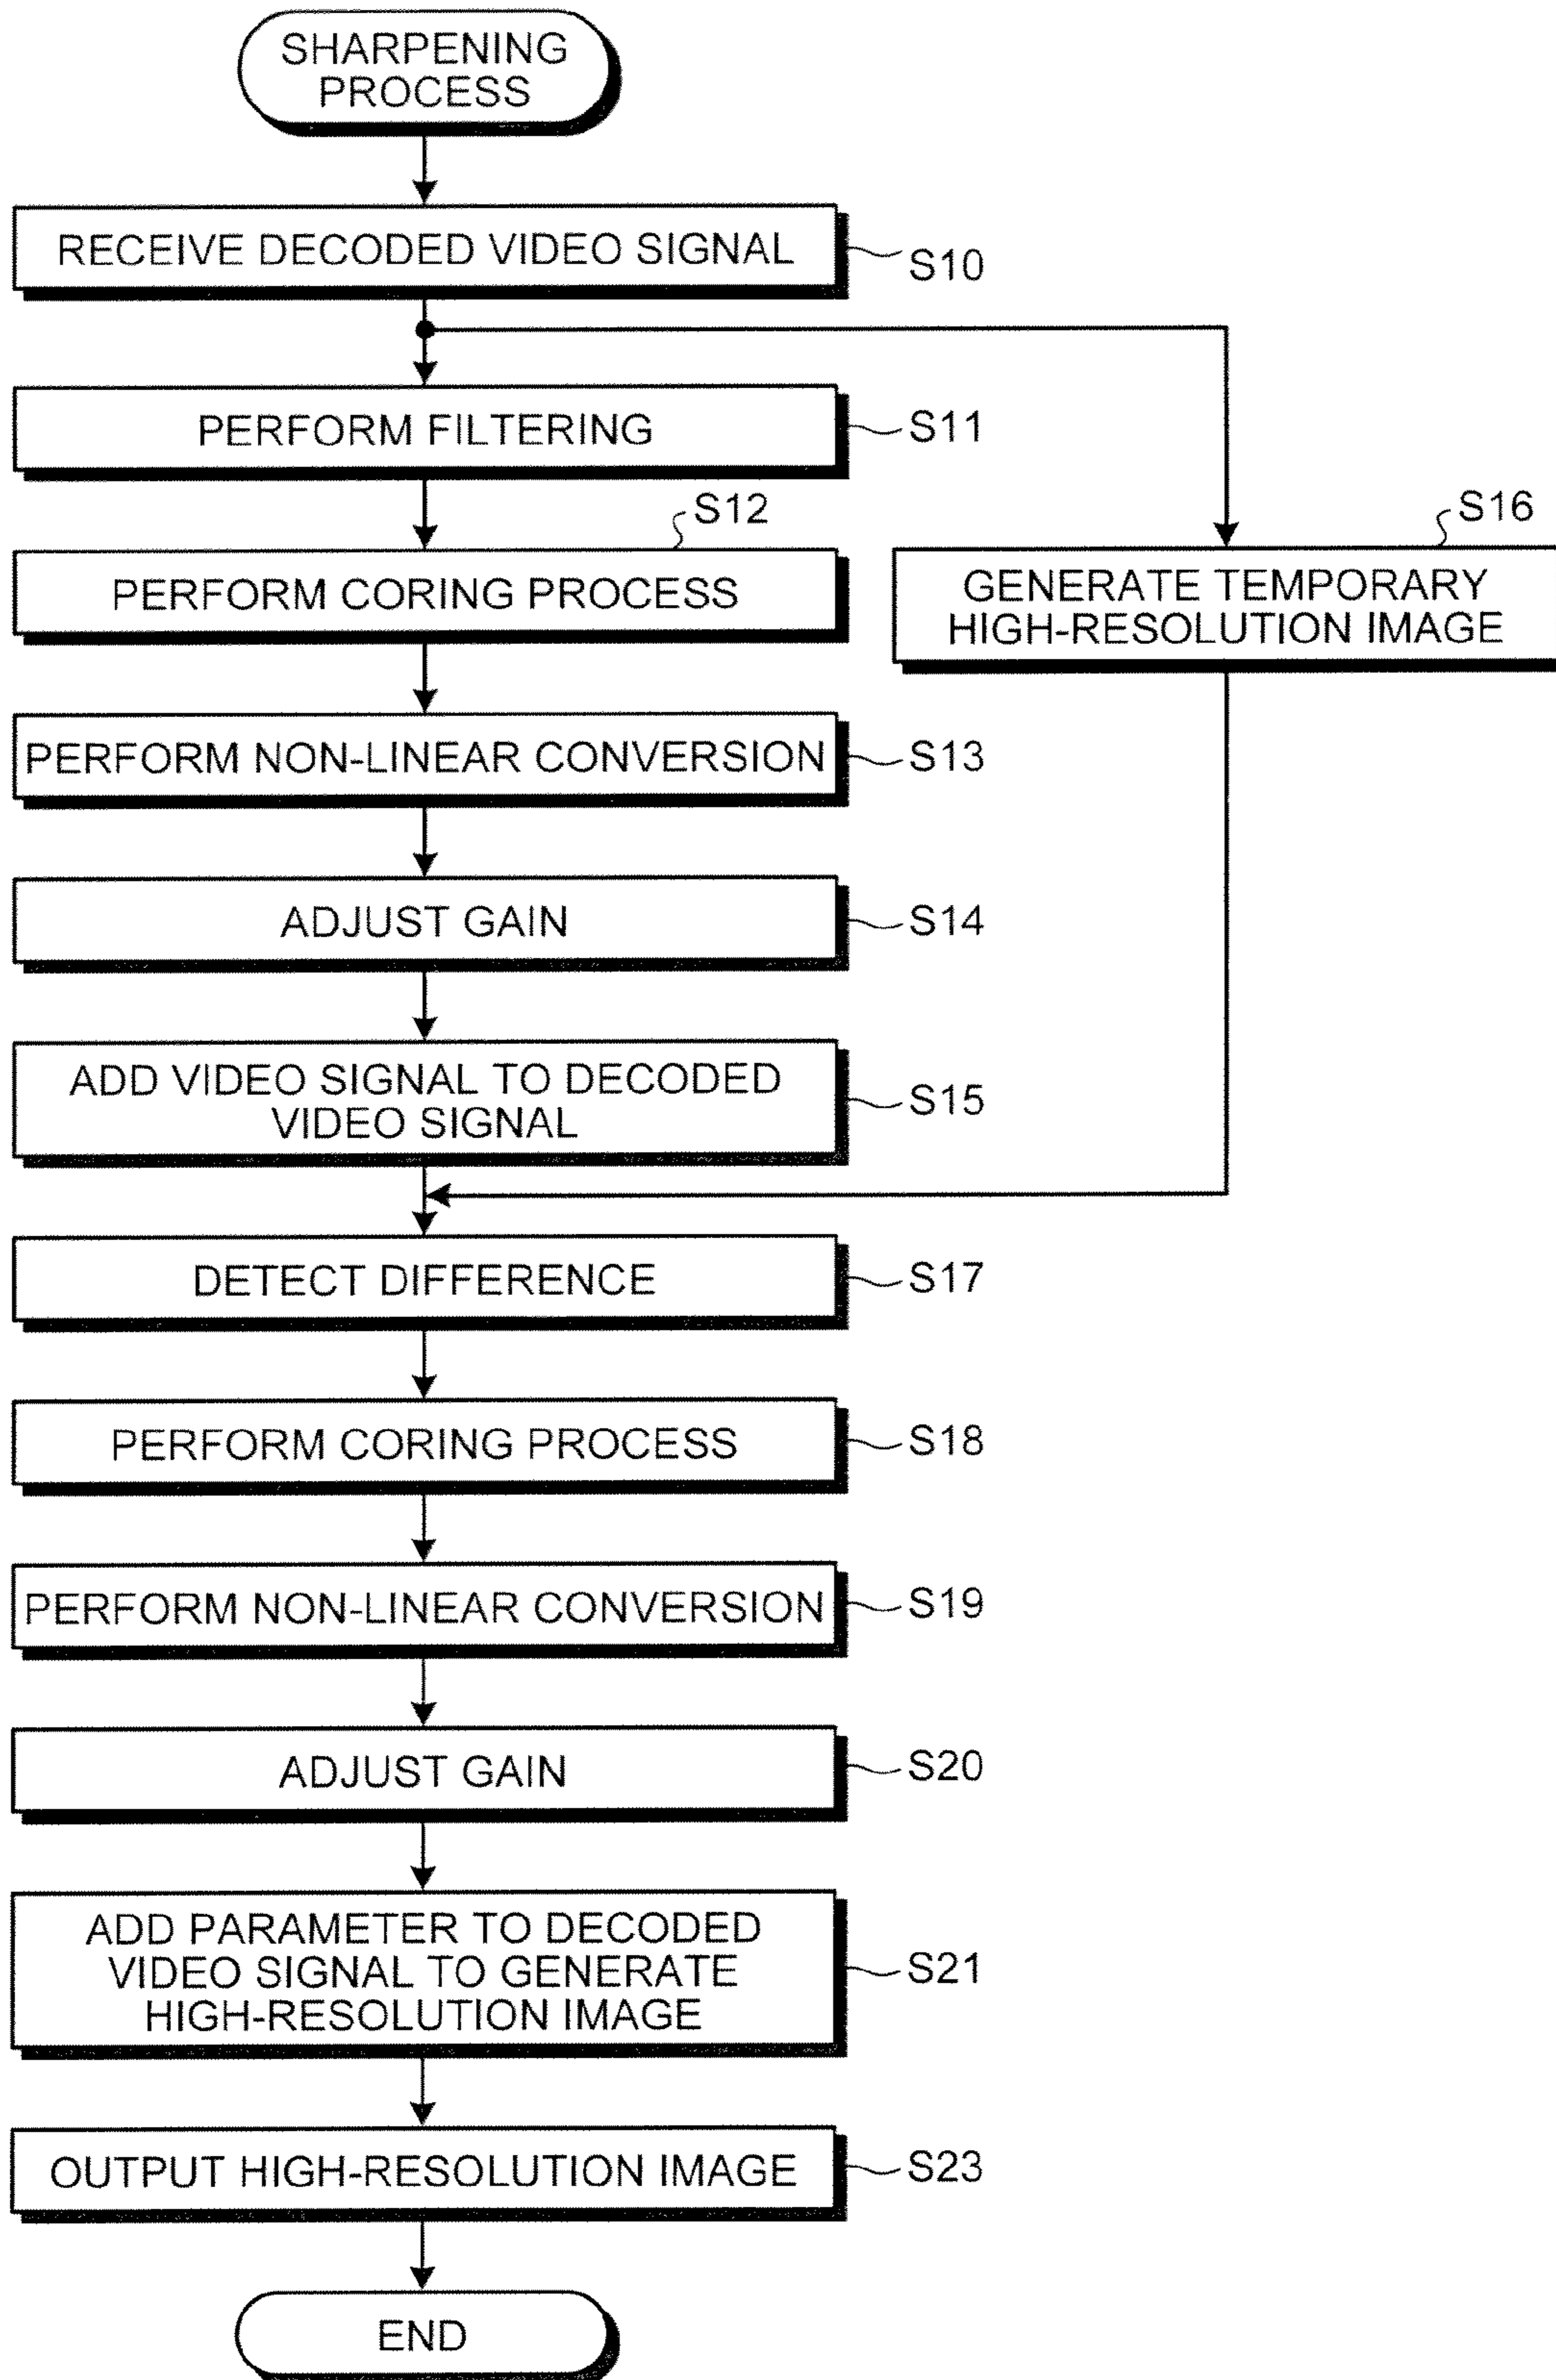 SHARPENING
PROCESS
RECEIVE DECODED VIDEO SIGNAL
S10
PERFORM FILTERING
S11
S12
PERFORM CORING PROCESS
S16
GENERATE TEMPORARY
HIGH-RESOLUTION IMAGE
PERFORM NON-LINEAR CONVERSION
S13
ADJUST GAIN
S14
ADD VIDEO SIGNAL TO DECODED
VIDEO SIGNAL
S15
DETECT DIFFERENCE
S17
PERFORM CORING PROCESS
S18
PERFORM NON-LINEAR CONVERSION
S19
ADJUST GAIN
S20
ADD PARAMETER TO DECODED
VIDEO SIGNAL TO GENERATE
HIGH-RESOLUTION IMAGE
S21
OUTPUT HIGH-RESOLUTION IMAGE
S23
END